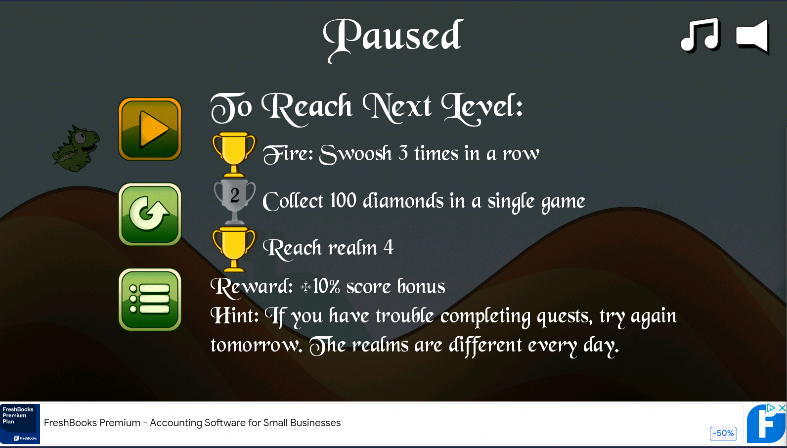 Paused
To Reach Next Level:
Fire: Swoosh 3 times in a row
2
Collect 100 diamonds in a single game
Reach realm 4
Reward: +10% score bonus
Hint: If you have trouble completing quests, try again
tomorrow. The realms are different every day.
FreshBooks
Premium
Plan
FreshBooks
FreshBooks Premium - Accounting Software for Small Businesses
-50%
F